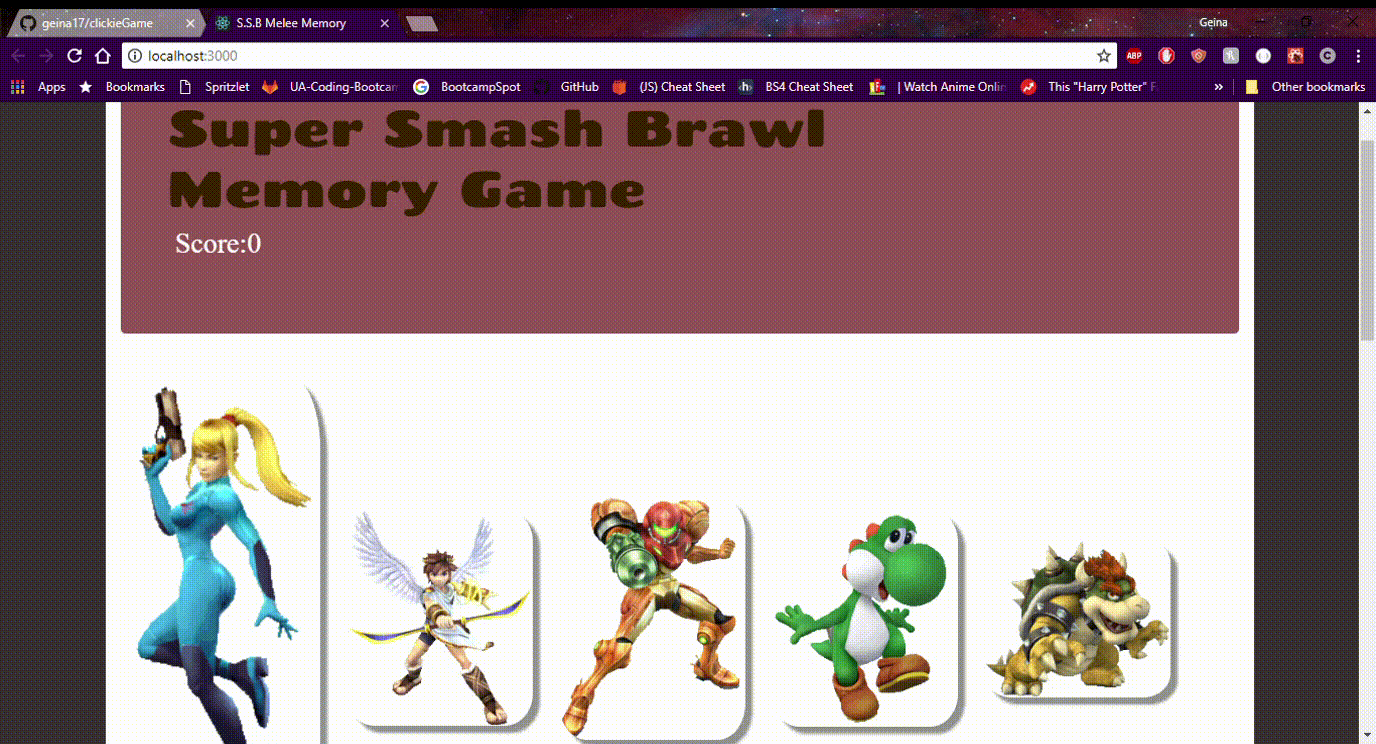 geina17/clickieGame
S.S.B Melee Memory
Geina
localhost:3000
ABP
Apps
Bookmarks
Spritzlet
UA-Coding-Bootcam
BootcampSpot
GitHub
(JS) Cheat Sheet
BS4 Cheat Sheet
| Watch Anime Onlin
This "Harry Potter" F
»
Other bookmarks
Super Smash Brawl
Memory Game
Score:0